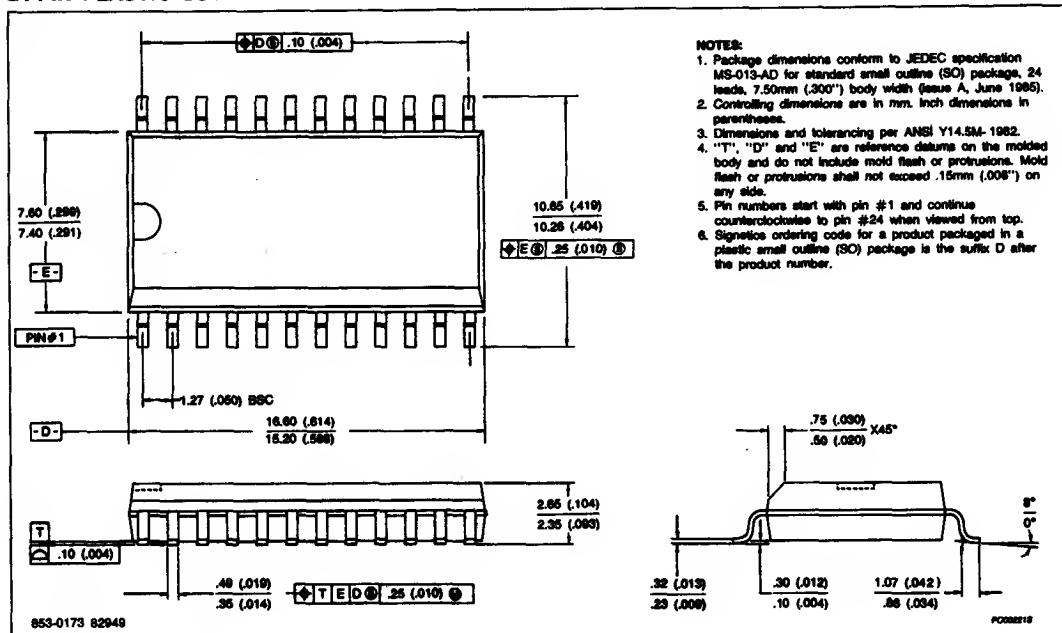 D Ⓢ .10 (.004)
NOTES:
1. Package dimensions conform to JEDEC specification
MS-013-AD for standard small outline (SO) package, 24
leads, 7.50mm (.300") body width (issue A, June 1985).
2. Controlling dimensions are in mm. Inch dimensions in
parentheses.
3. Dimensions and tolerancing per ANSI Y14.5M-1982.
4. "T", "D" and "E" are reference datums on the molded
body and do not include mold flash or protrusions. Mold
flash or protrusions shall not exceed .15mm (.006") on
any side.
5. Pin numbers start with pin #1 and continue
counterclockwise to pin #24 when viewed from top.
6. Signetics ordering code for a product packaged in a
plastic small outline (SO) package is the suffix D after
the product number.
7.60 (.299)
7.40 (.291)
- E -
10.65 (.419)
10.26 (.404)
E Ⓢ .25 (.010) Ⓢ
PIN #1
1.27 (.050) BSC
- D -
15.60 (.614)
15.20 (.598)
.75 (.030)
.50 (.020)
X45°
2.65 (.104)
2.35 (.093)
8°
0°
T
.10 (.004)
.49 (.019)
.35 (.014)
T E D Ⓢ .25 (.010) Ⓜ
.32 (.013)
.23 (.009)
.30 (.012)
.10 (.004)
1.07 (.042)
.86 (.034)
853-0173 82949